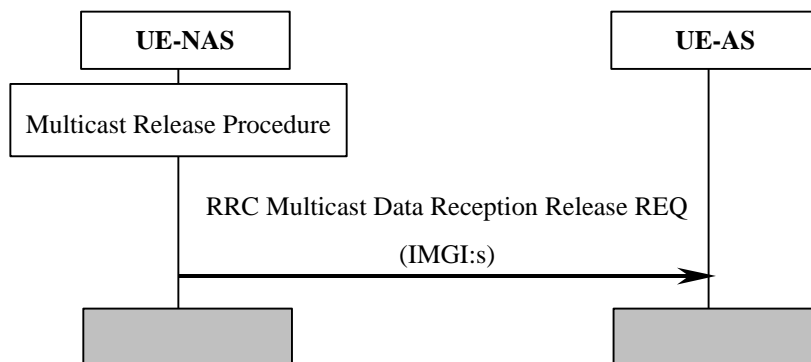 UE-NAS
UE-AS
Multicast Release Procedure
RRC Multicast Data Reception Release REQ
(IMGI:s)